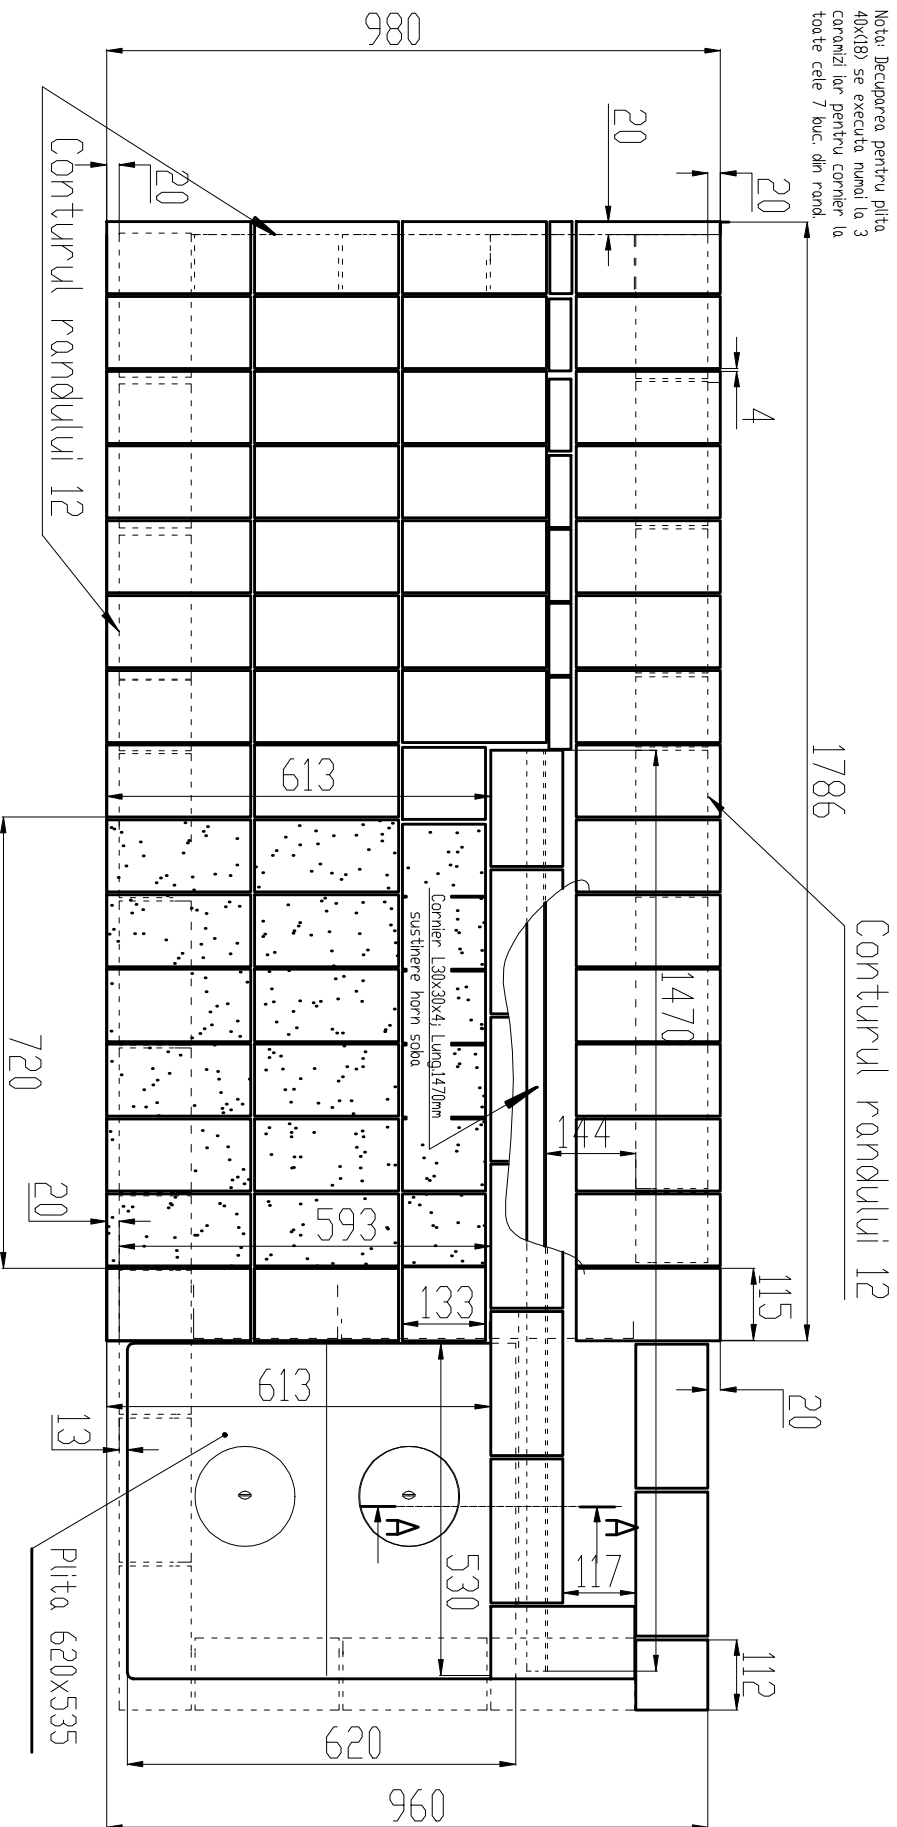 Nota: Decuparea pentru plita
40x(18) se executa numai la 3
caramizi iar pentru cornier la
toate cele 7 buc. din rand.
980
20
20
20
Conturul randului 12
4
1786
Conturul randului 12
613
1470
Cornier L30x30x4; Lung.1470mm
sustinere horn soba
144
720
20
593
133
115
20
613
13
A
A
530
117
112
Plita 620x535
620
960